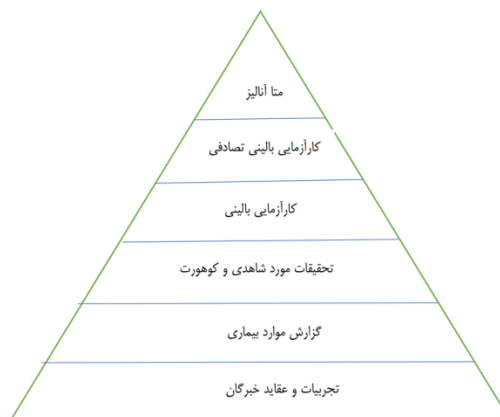 متا آنالیز
کارآزمایی بالینی تصادفی
کارآزمایی بالینی
تحقیقات مورد شاهدی و کوهورت
گزارش موارد بیماری
تجربیات و عقاید خبرگان